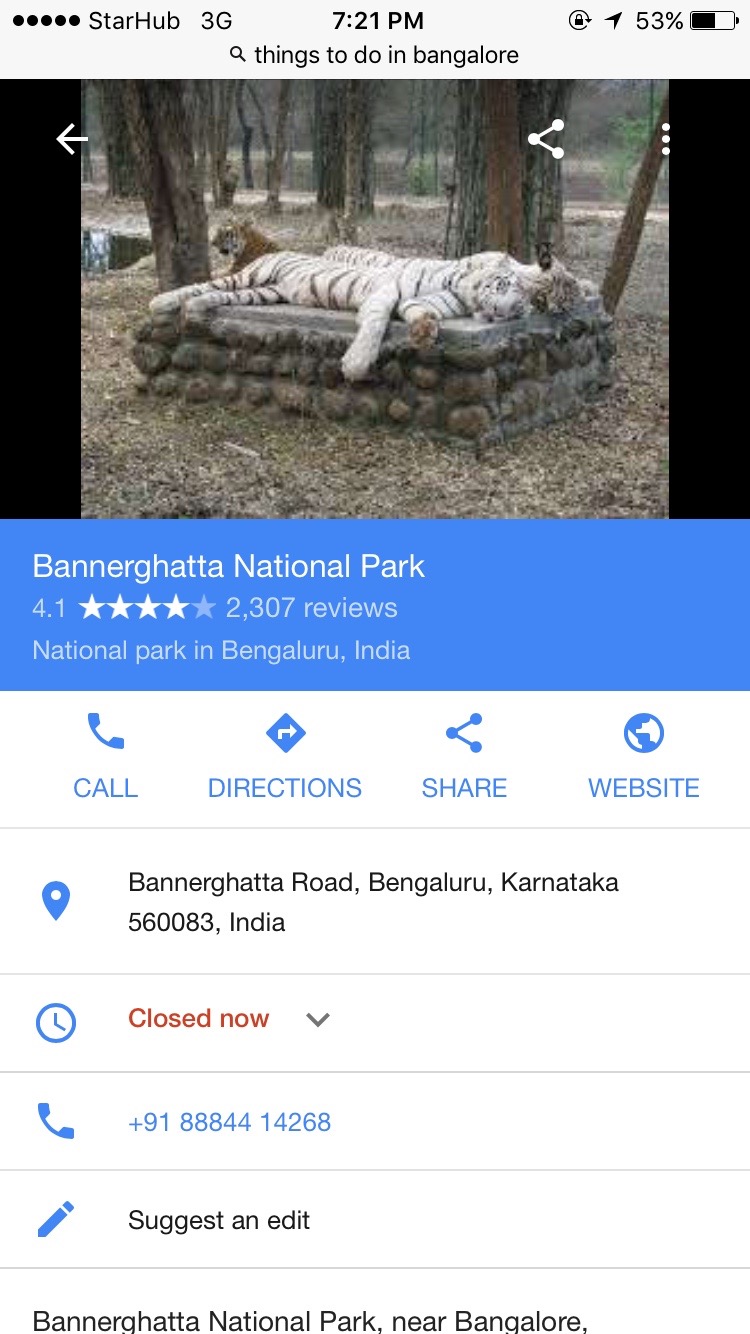 StarHub 3G 7:21 PM 53%
things to do in bangalore
Bannerghatta National Park
4.1 2,307 reviews
National park in Bengaluru, India
CALL DIRECTIONS SHARE WEBSITE
Bannerghatta Road, Bengaluru, Karnataka
560083, India
Closed now
+91 88844 14268
Suggest an edit
Bannerghatta National Park, near Bangalore,